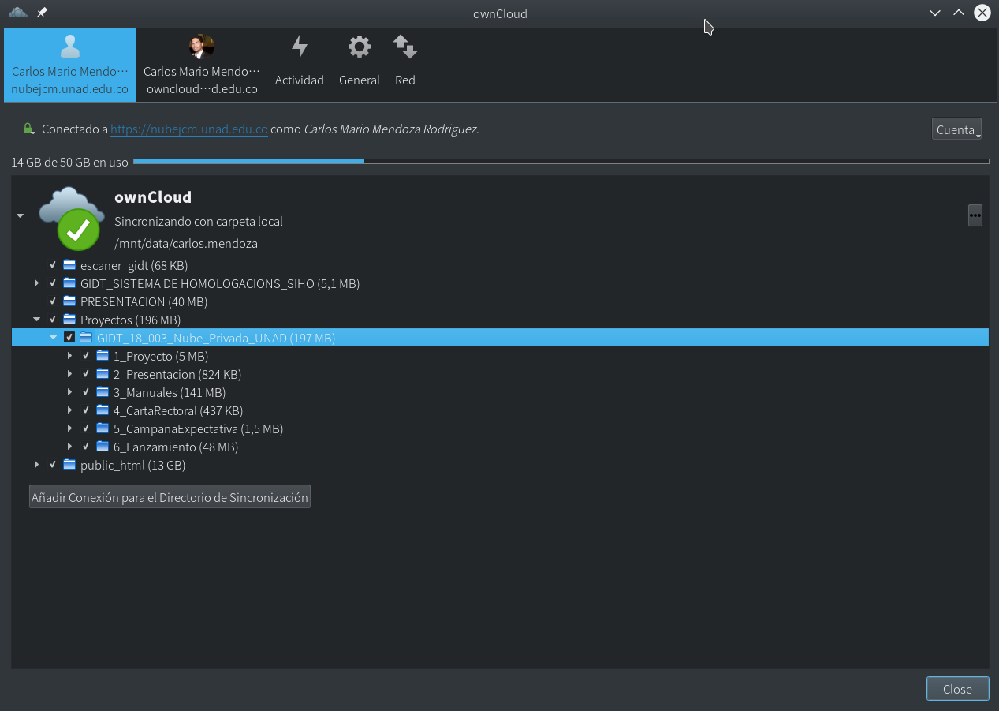 ownCloud
Carlos Mario Mendo···
nubejcm.unad.edu.co
Carlos Mario Mendo···
owncloud···d.edu.co
Actividad
General
Red
Conectado a https://nubejcm.unad.edu.co como Carlos Mario Mendoza Rodriguez.
Cuenta
14 GB de 50 GB en uso
ownCloud
Sincronizando con carpeta local
/mnt/data/carlos.mendoza
escaner_gidt (68 KB)
GIDT_SISTEMA DE HOMOLOGACIONS_SIHO (5,1 MB)
PRESENTACION (40 MB)
Proyectos (196 MB)
GIDT_18_003_Nube_Privada_UNAD (197 MB)
1_Proyecto (5 MB)
2_Presentacion (824 KB)
3_Manuales (141 MB)
4_CartaRectoral (437 KB)
5_CampanaExpectativa (1,5 MB)
6_Lanzamiento (48 MB)
public_html (13 GB)
Añadir Conexión para el Directorio de Sincronización
Close